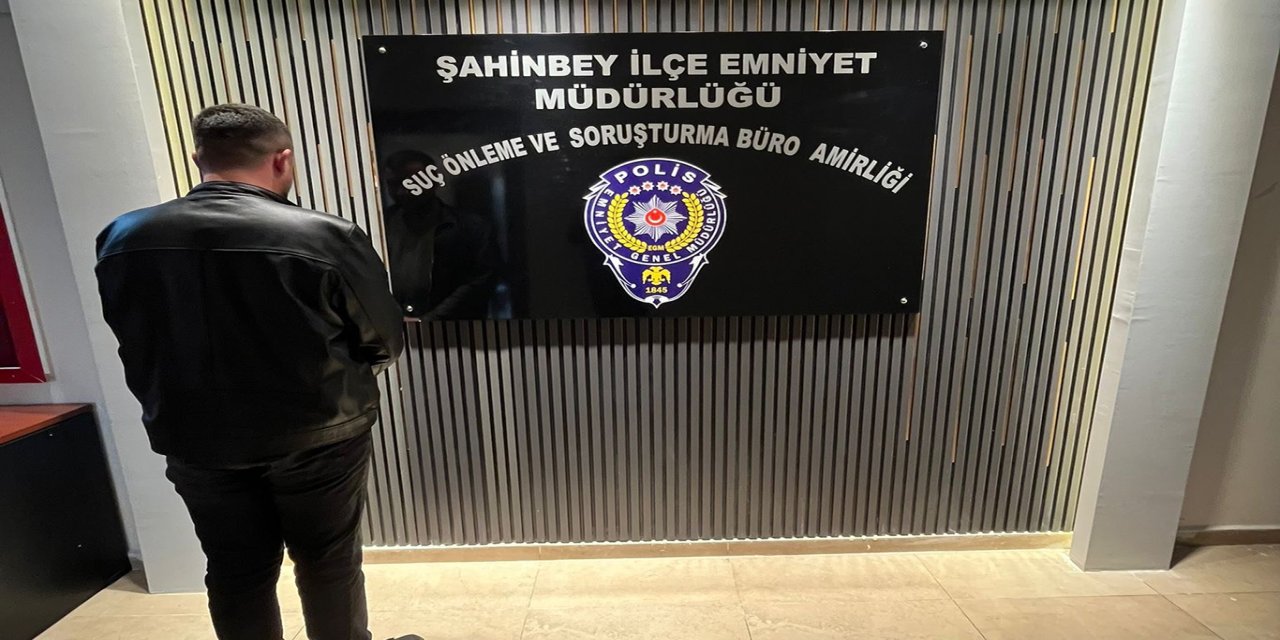 ŞAHİNBEY İLÇE EMNİYET
MÜDÜRLÜĞÜ
SUÇ ÖNLEME VE SORUŞTURMA BÜRO AMİRLİĞİ
POLİS
EMNİYET GENEL MÜDÜRLÜĞÜ
EGM
1845